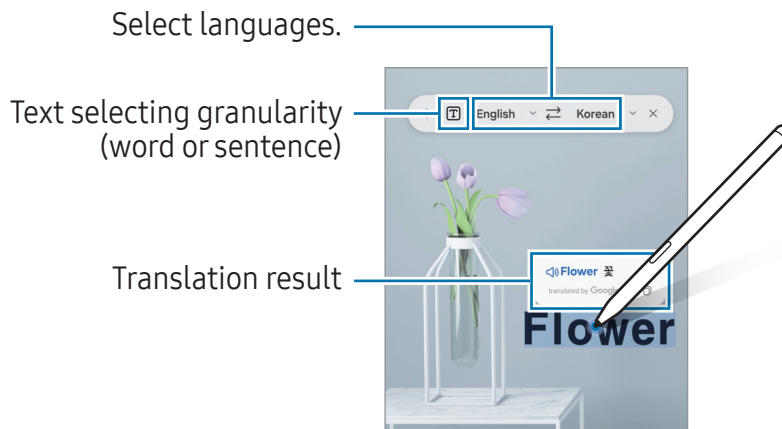 Select languages.
Text selecting granularity
(word or sentence)
English Korean
Translation result
Flower 꽃
translated by Google
Flower